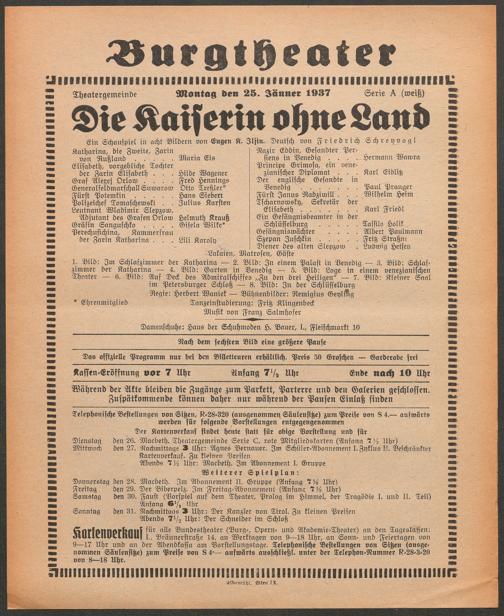 Burgtheater
Theatergemeinde Montag den 25. Jänner 1937 Serie A (weiß)
Die Kaiserin ohne Land
Ein Schauspiel in acht Bildern von Eugen K. Iljin. Deutsch von Friedrich Schreyvogl
Katharina, die Zweite, Zarin
von Rußland . . . . . Maria Eis
Elisabeth, vorgebliche Tochter
der Zarin Elisabeth . . . Hilde Wagener
Graf Alexej Orlow . . . Fred Hennings
Generalfeldmarschall Suworow Otto Treßler*
Fürst Potemkin . . . . Hans Siebert
Polizeichef Tomaschewski . Julius Karsten
Leutnant Wladimir Slepzow,
Adjutant des Grafen Orlow Helmuth Krauß
Gräfin Sanguschko . . . Gisela Wilke*
Kammerfrau
der Zarin Katharina . . . Lili Karoly
Nazir Eddin, Gesandter Persiens
in Venedig . . . . Hermann Wawra
Principe Grimosa, ein venezianischer
Diplomat . . . Karl Eidlitz
Der englische Gesandte in
Venedig . . . . . Paul Pranger
Fürst Janus Radziwill . . . Wilhelm Heim
Tscharnowsky, Sekretär der
Elisabeth . . . . . Karl Friedl
Ein Gefängnisbeamter in der
Schlüsselburg . . . . Tassilo Holik
Gefängniswächter . . . Albert Paulmann
Stepan Juschkin . . . . Fritz Straßni
Diener des alten Slepzow . Ludwig Hefen
Lakaien, Matrosen, Gäste
1. Bild: Im Schlafzimmer der Katharina — 2. Bild: In einem Palast in Venedig — 3. Bild: Schlafzimmer
der Katharina — 4. Bild: Garten in Venedig — 5. Bild: Loge in einem venezianischen
Theater — 6. Bild: Auf Deck des Admiralschiffes „Zu den drei Heiligen“ — 7. Bild: Kleiner Saal
im Petersburger Schloß — 8. Bild: In der Schlüsselburg
Regie: Herbert Waniek — Bühnenbilder: Remigius Geyling
* Ehrenmitglied Tanzeinstudierung: Fritz Klingenbeck
Musik von Franz Salmhofer
Damenschuhe: Haus der Schuhmoden H. Bauer, I., Fleischmarkt 10
Nach dem sechsten Bild eine größere Pause
Das offizielle Programm nur bei den Billetteuren erhältlich. Preis 50 Groschen — Garderobe frei
Kassen-Eröffnung vor 7 Uhr Anfang 7½ Uhr Ende nach 10 Uhr
Während der Akte bleiben die Zugänge zum Parkett, Parterre und den Galerien geschlossen.
Zuspätkommende können daher nur während der Pausen Einlaß finden
Telephonische Bestellungen von Sitzen, R-28-320 (ausgenommen Säulensitze) zum Preise von S 4.— aufwärts
werden für folgende Vorstellungen entgegengenommen
Der Kartenverkauf findet heute statt für obige Vorstellung und für
Dienstag den 26. Macbeth. Theatergemeinde Serie C, rote Mitgliedskarten (Anfang 7½ Uhr)
Mittwoch den 27. Nachmittags 3 Uhr: Agnes Bernauer. Im Schüler-Abonnement I. Zyklus II. Beschränkter
Kartenverkauf. Zu kleinen Preisen
Abends 7½ Uhr: Macbeth. Im Abonnement I. Gruppe
Weiterer Spielplan:
Donnerstag den 28. Macbeth. Im Abonnement II. Gruppe (Anfang 7½ Uhr)
Freitag den 29. Der Biberpelz. Im Freitag-Abonnement (Anfang 7½ Uhr)
Samstag den 30. Faust (Vorspiel auf dem Theater, Prolog im Himmel, der Tragödie I. und II. Teil)
Anfang 6½ Uhr
Sonntag den 31. Nachmittags 3 Uhr: Der Kanzler von Tirol. Zu kleinen Preisen
Abends 7½ Uhr: Der Schneider im Schloß
Kartenverkauf für alle Bundestheater (Burg-, Opern- und Akademie-Theater) an den Tageskassen:
I., Bräunerstraße 14, an Werktagen von 9—18 Uhr, an Sonn- und Feiertagen von
9—17 Uhr und an der Abendkassa am Vorstellungstage. Telephonische Bestellungen von Sitzen (ausgenommen
Säulensitze) zum Preise von S 4·— aufwärts ausschließl. unter der Telephon-Nummer R-28-3-20
von 8—18 Uhr.
Wien IX.